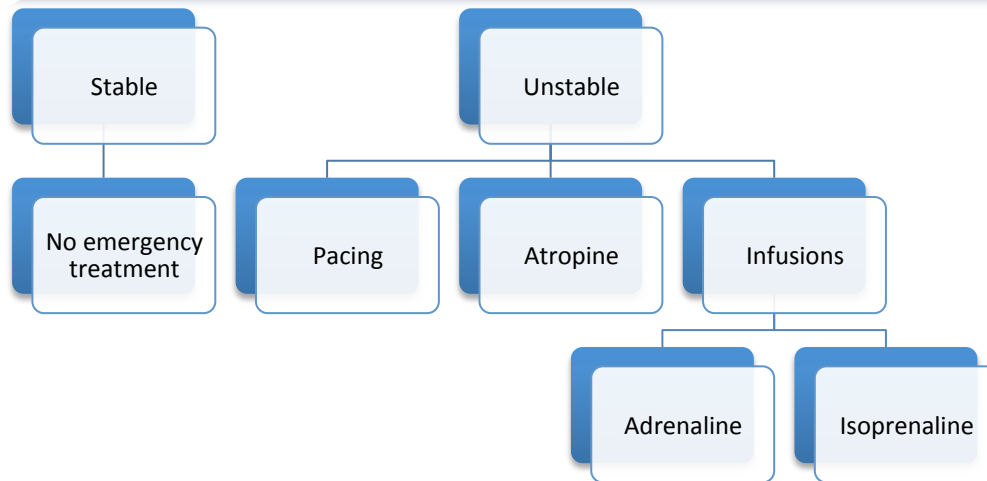 Stable
Unstable
No emergency
treatment
Pacing
Atropine
Infusions
Adrenaline
Isoprenaline